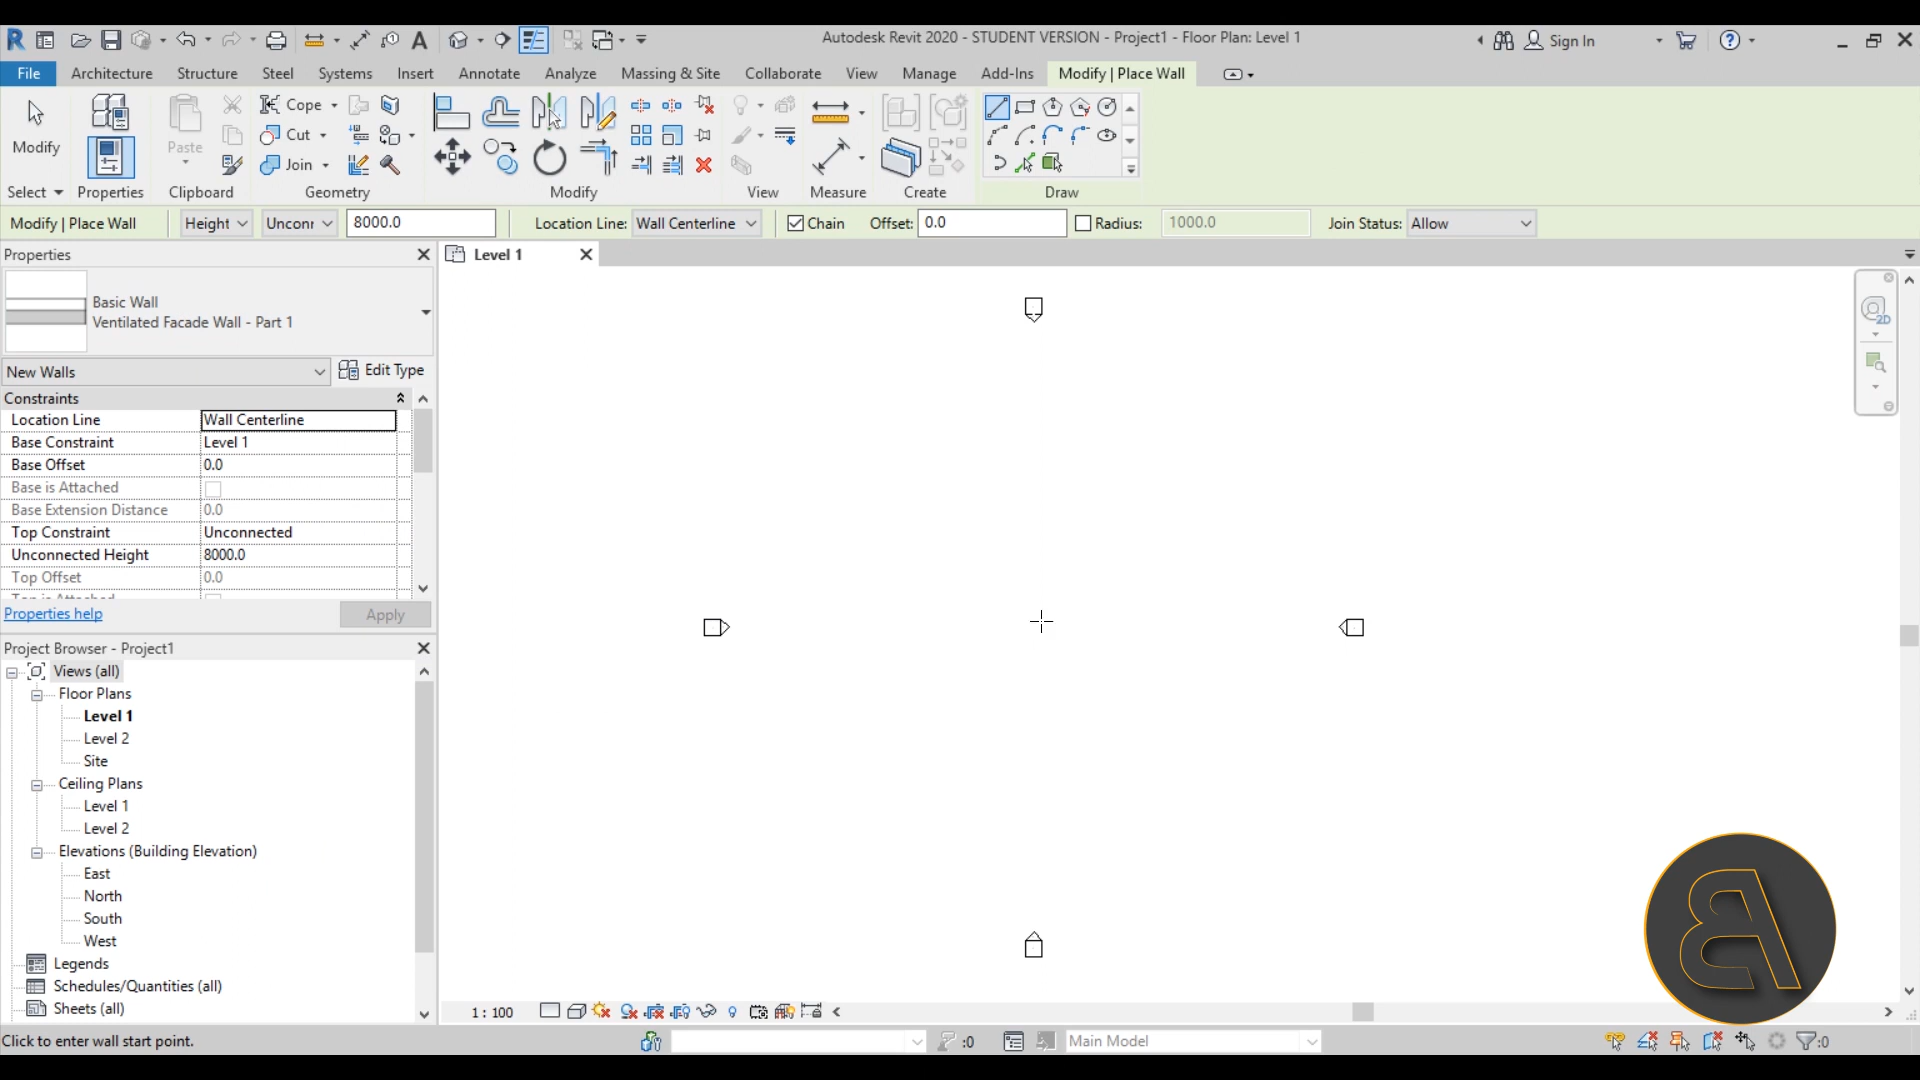 Autodesk Revit 2020 - STUDENT VERSION - Project1 - Floor Plan: Level 1
Sign In
File Architecture Structure Steel Systems Insert Annotate Analyze Massing & Site Collaborate View Manage Add-Ins Modify | Place Wall
Modify Paste Cope Cut Join
Select Properties Clipboard Geometry Modify View Measure Create Draw
Modify | Place Wall Height Unconr 8000.0 Location Line: Wall Centerline Chain Offset: 0.0 Radius: 1000.0 Join Status: Allow
Properties
Level 1
Basic Wall
Ventilated Facade Wall - Part 1
New Walls Edit Type
Constraints
Location Line Wall Centerline
Base Constraint Level 1
Base Offset 0.0
Base is Attached
Base Extension Distance 0.0
Top Constraint Unconnected
Unconnected Height 8000.0
Top Offset 0.0
Properties help Apply
Project Browser - Project1
Views (all)
Floor Plans
Level 1
Level 2
Site
Ceiling Plans
Level 1
Level 2
Elevations (Building Elevation)
East
North
South
West
Legends
Schedules/Quantities (all)
Sheets (all)
2D
1 : 100
Click to enter wall start point.
:0
Main Model
:0